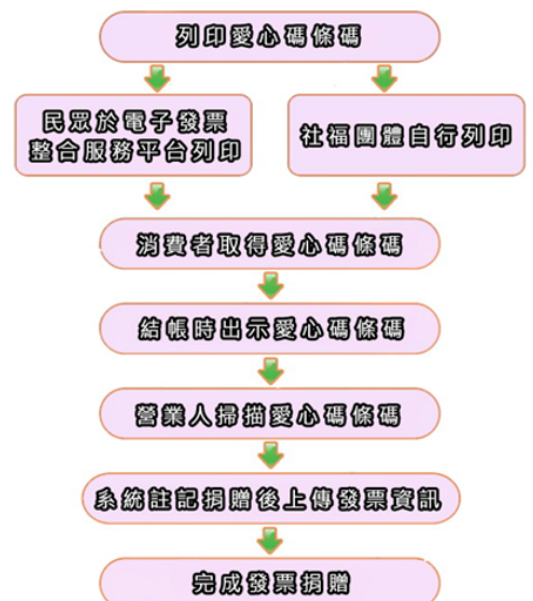 列印愛心碼條碼
民眾於電子發票
整合服務平台列印
社福團體自行列印
消費者取得愛心碼條碼
結帳時出示愛心碼條碼
營業人掃描愛心碼條碼
系統註記捐贈後上傳發票資訊
完成發票捐贈